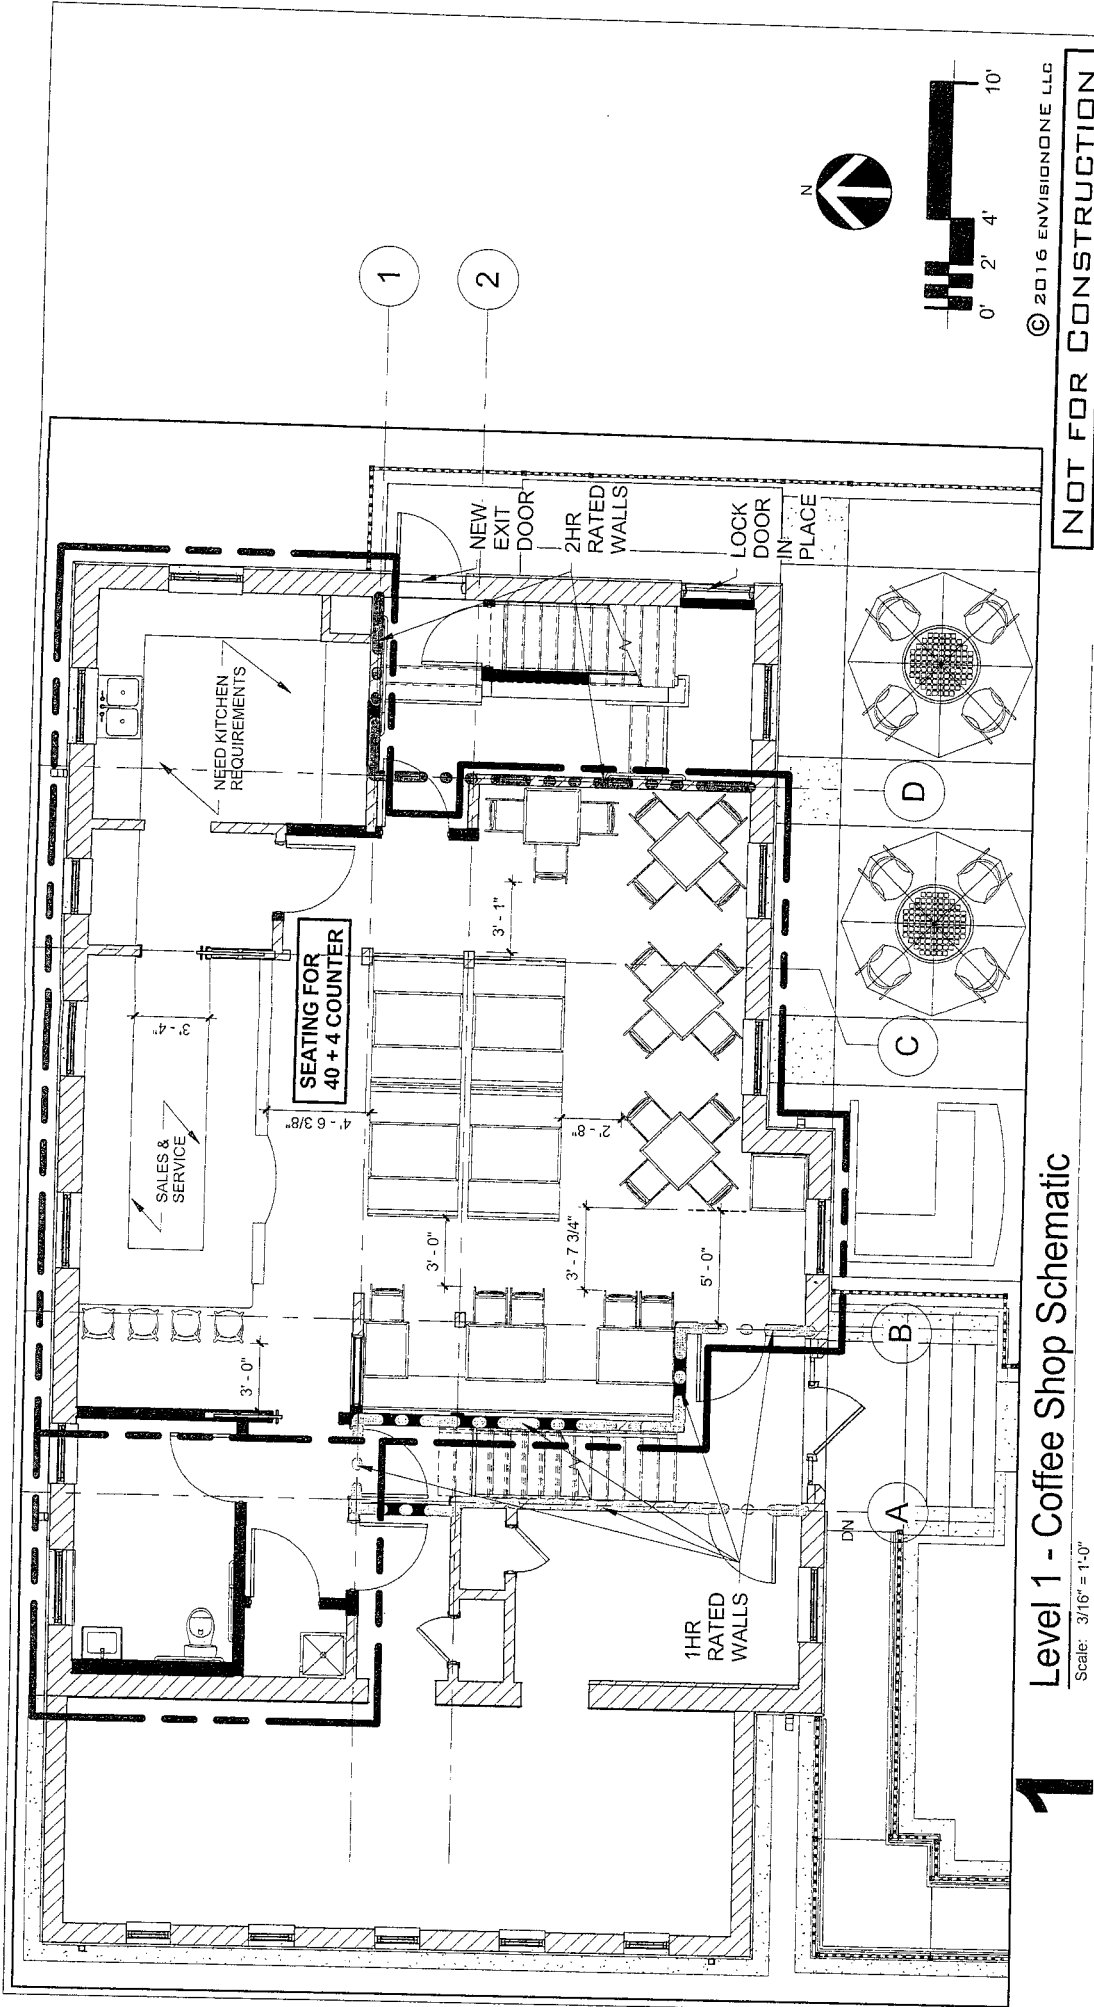 NEED KITCHEN
REQUIREMENTS
SALES &
SERVICE
3' - 4"
SEATING FOR
40 + 4 COUNTER
4' - 6 3/8"
3' - 0"
3' - 0"
3' - 1"
2' - 8"
3' - 7 3/4"
5' - 0"
NEW
EXIT
DOOR
2HR
RATED
WALLS
LOCK
DOOR
IN
PLACE
1HR
RATED
WALLS
DN
1
2
A
B
C
D
N
0' 2' 4' 10'
© 2016 ENVISIONONE LLC
NOT FOR CONSTRUCTION
1
Level 1 - Coffee Shop Schematic
Scale: 3/16" = 1'-0"